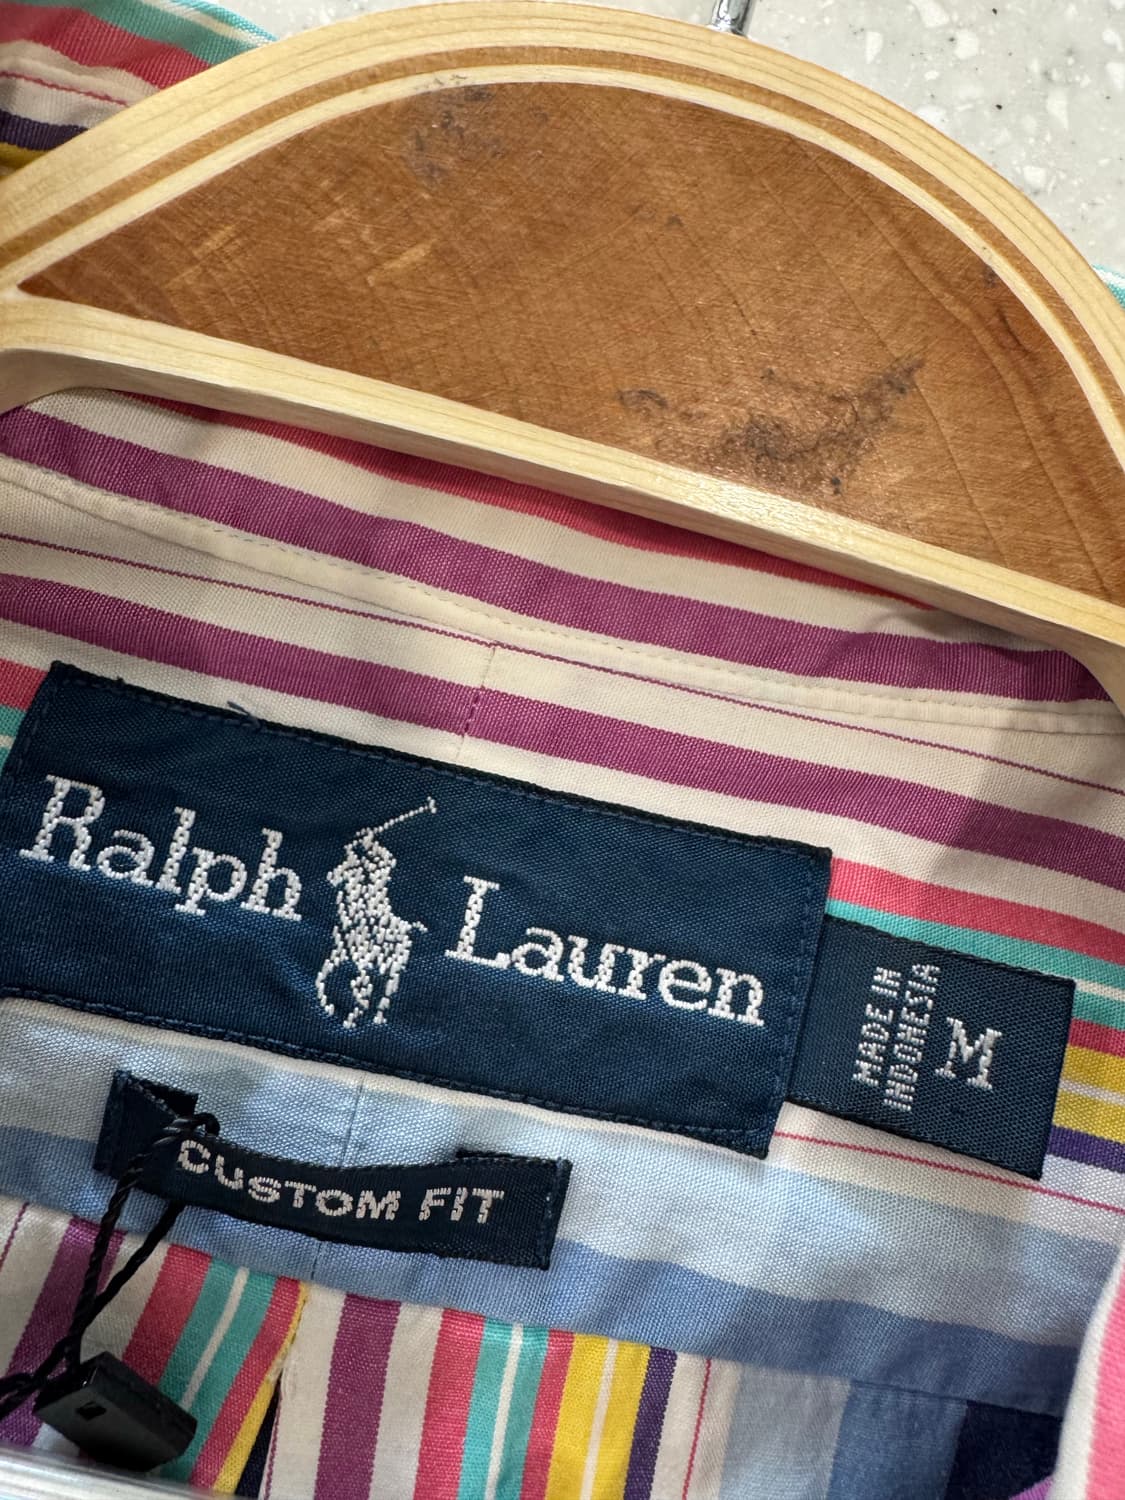 Ralph Lauren
MADE IN
INDONESIA
M
CUSTOM FIT